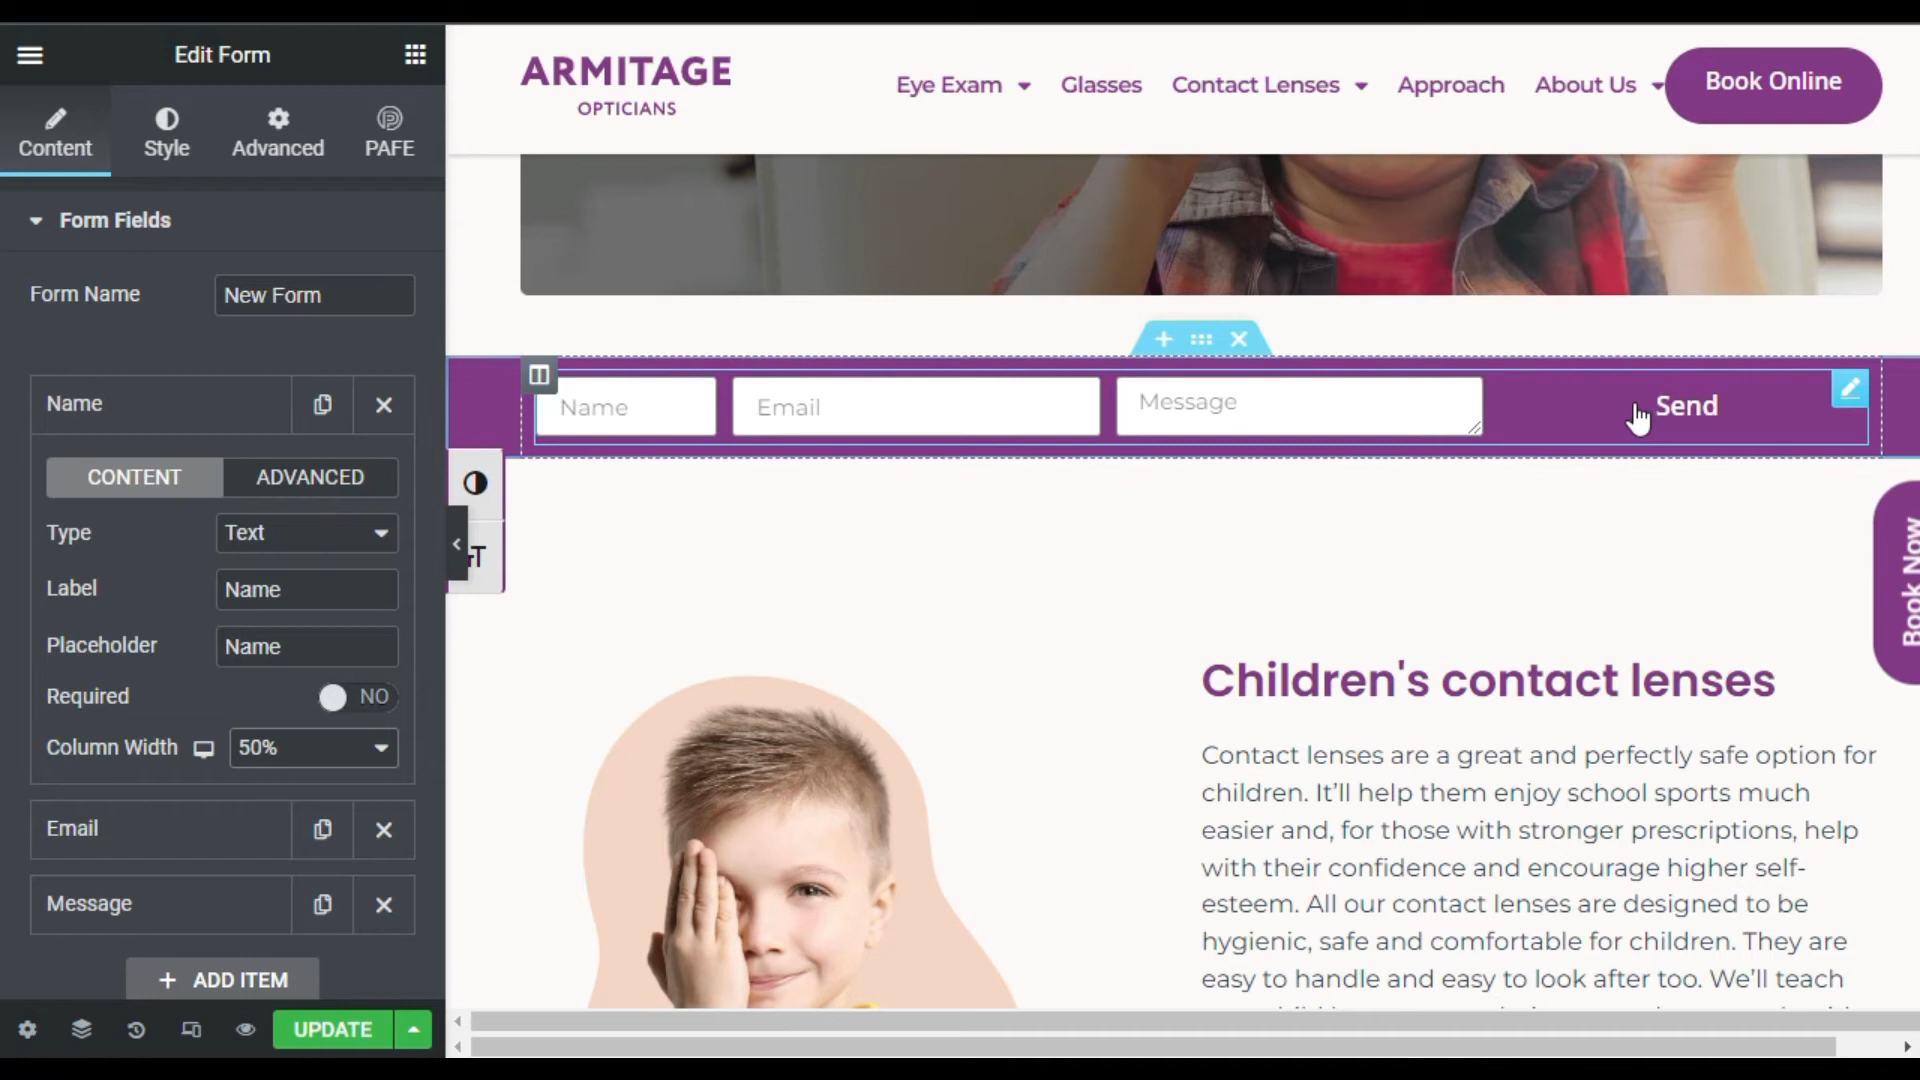 Edit Form
Content
Style
Advanced
PAFE
Form Fields
Form Name
New Form
Name
CONTENT
ADVANCED
Type
Text
Label
Name
Placeholder
Name
Required
NO
Column Width
50%
Email
Message
+ ADD ITEM
UPDATE
ARMITAGE
OPTICIANS
Eye Exam
Glasses
Contact Lenses
Approach
About Us
Book Online
Name
Email
Message
Send
Book Now
Children's contact lenses
Contact lenses are a great and perfectly safe option for
children. It’ll help them enjoy school sports much
easier and, for those with stronger prescriptions, help
with their confidence and encourage higher self-
esteem. All our contact lenses are designed to be
hygienic, safe and comfortable for children. They are
easy to handle and easy to look after too. We’ll teach